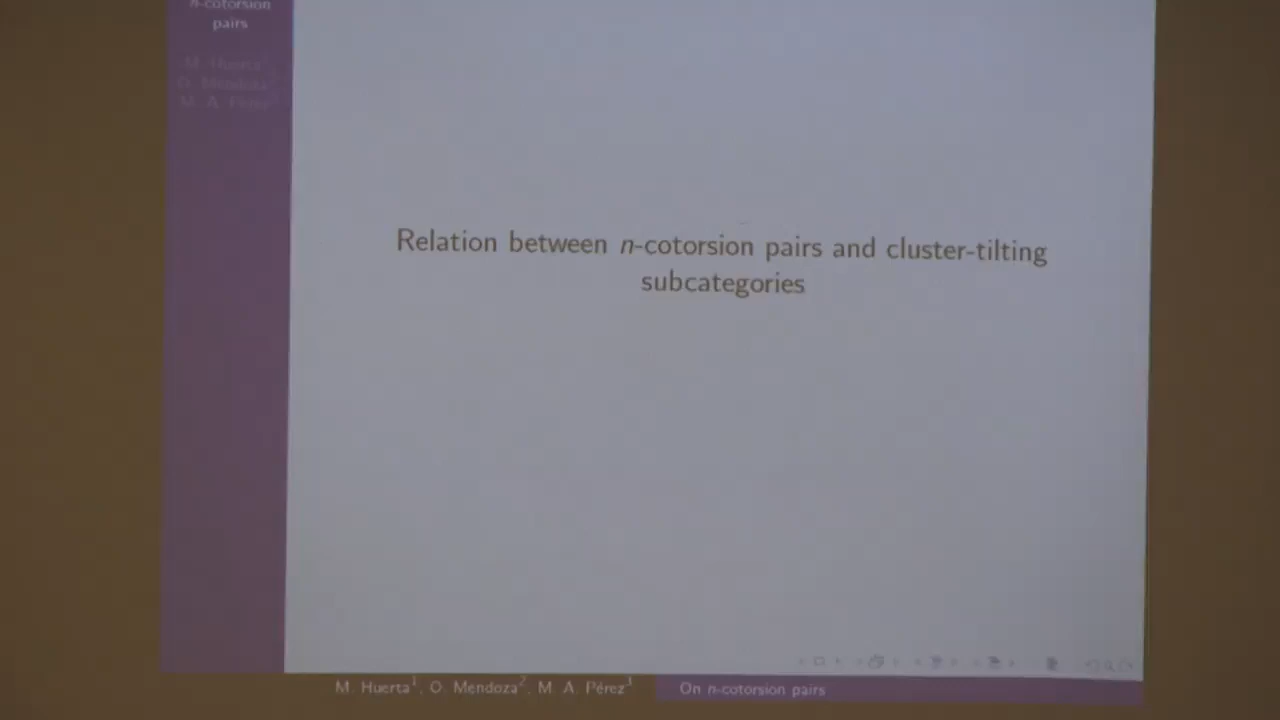 n-cotorsion
pairs
M. Huerta
O. Mendoza
M. A. Pérez
Relation between n-cotorsion pairs and cluster-tilting
subcategories
M. Huerta¹, O. Mendoza², M. A. Pérez¹
On n-cotorsion pairs